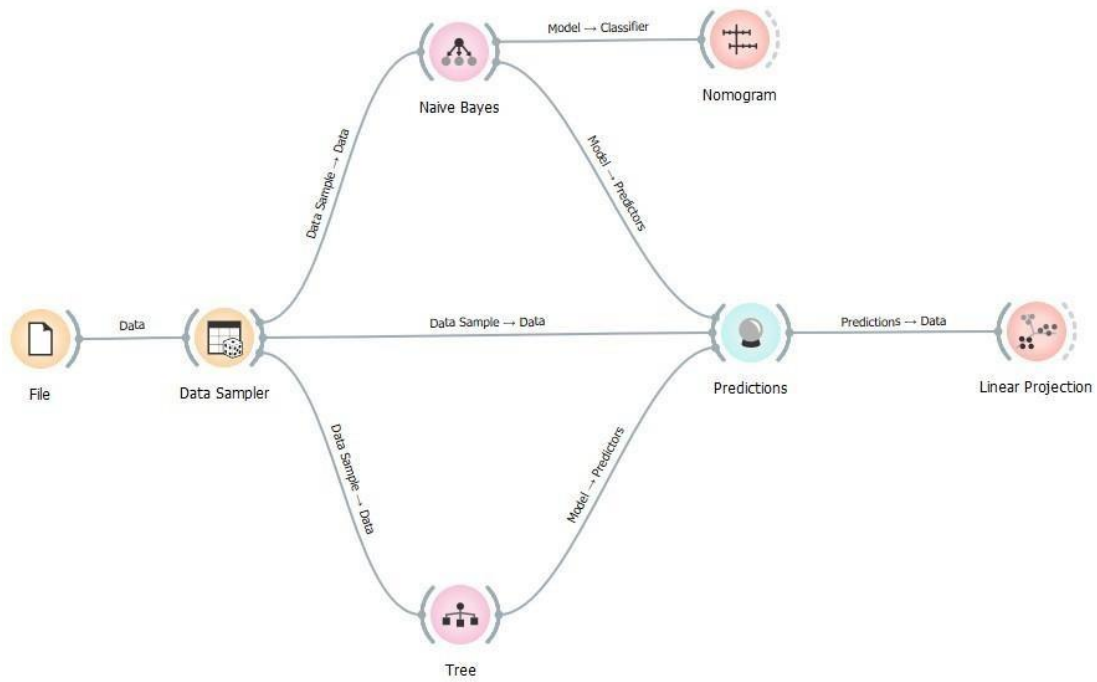 Model → Classifier
Naive Bayes
Nomogram
Data Sample → Data
Model → Predictors
Data
Data Sample → Data
Predictions → Data
File
Data Sampler
Predictions
Linear Projection
Data Sample → Data
Model → Predictors
Tree